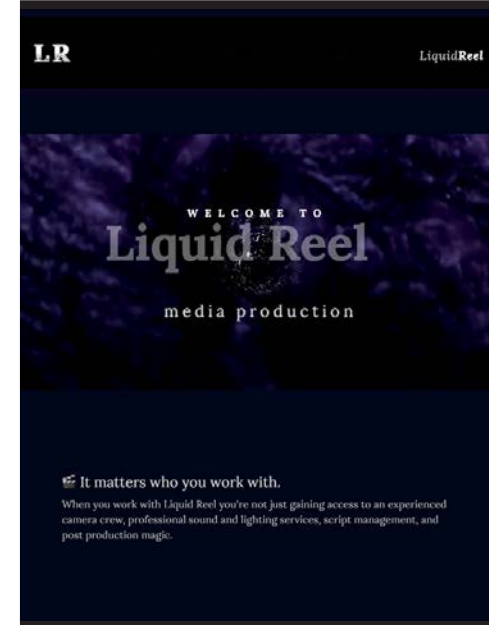 LR
LiquidReel
WELCOME TO
Liquid Reel
media production
It matters who you work with.
When you work with Liquid Reel you're not just gaining access to an experienced
camera crew, professional sound and lighting services, script management, and
post production magic.